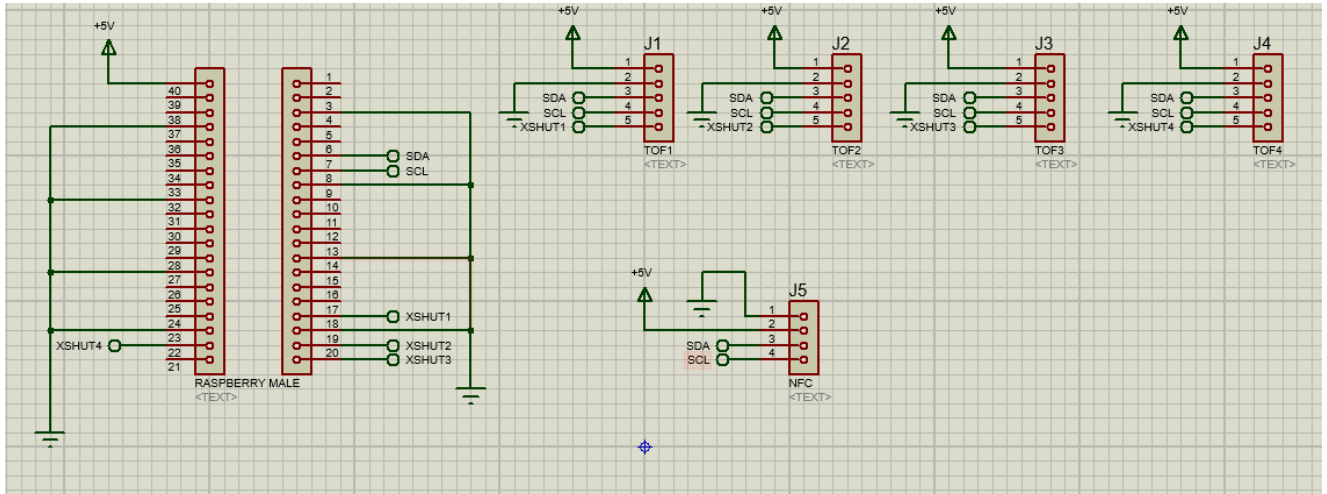 +5V
40
39
38
37
36
35
34
33
32
31
30
29
28
27
26
25
24
23
22
21
XSHUT4
RASPBERRY MALE
<TEXT>
1
2
3
4
5
6
7
8
9
10
11
12
13
14
15
16
17
18
19
20
SDA
SCL
XSHUT1
XSHUT2
XSHUT3
+5V
J1
1
2
3
4
5
SDA
SCL
XSHUT1
TOF1
<TEXT>
+5V
J2
1
2
3
4
5
SDA
SCL
XSHUT2
TOF2
<TEXT>
+5V
J3
1
2
3
4
5
SDA
SCL
XSHUT3
TOF3
<TEXT>
+5V
J4
1
2
3
4
5
SDA
SCL
XSHUT4
TOF4
<TEXT>
+5V
J5
1
2
3
4
SDA
SCL
NFC
<TEXT>